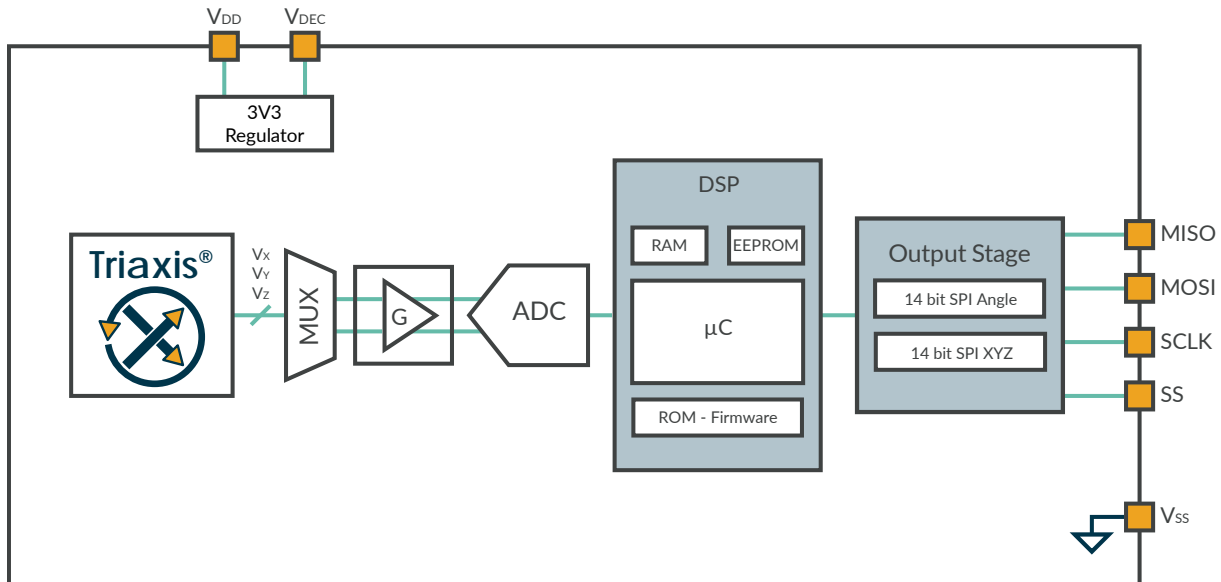 VDD
VDEC
3V3
Regulator
Triaxis®
VX
VY
VZ
MUX
G
ADC
DSP
RAM
EEPROM
µC
ROM - Firmware
Output Stage
14 bit SPI Angle
14 bit SPI XYZ
MISO
MOSI
SCLK
SS
VSS